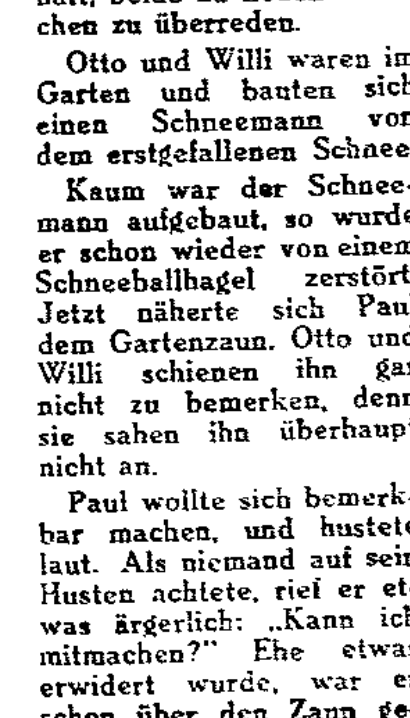 chen zu überreden.
Otto und Willi waren im
Garten und bauten sich
einen Schneemann von
dem erstgefallenen Schnee
Kaum war der Schnee-
mann aufgebaut, so wurde
er schon wieder von einem
Schneeballhagel zerstört
Jetzt näherte sich Paul
dem Gartenzaun. Otto und
Willi schienen ihn gar
nicht zu bemerken, denn
sie sahen ihn überhaupt
nicht an.
Paul wollte sich bemerk-
bar machen, und hustete
laut. Als niemand auf sein
Husten achtete, rief er et-
was ärgerlich: „Kann ich
mitmachen?" Ehe etwas
erwidert wurde, war er
schon über den Zaun ge-